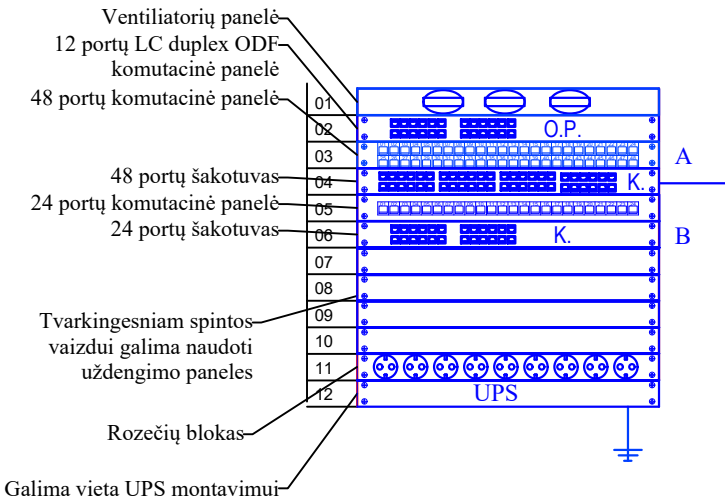 Ventiliatorių panelė
12 portų LC duplex ODF
komutacinė panelė
48 portų komutacinė panelė
48 portų šakotuvas
24 portų komutacinė panelė
24 portų šakotuvas
Tvarkingesniam spintos
vaizdui galima naudoti
uždengimo paneles
Rozečių blokas
Galima vieta UPS montavimui
01
02 O.P.
03 A
04 K.
05
06 K. B
07
08
09
10
11
12 UPS